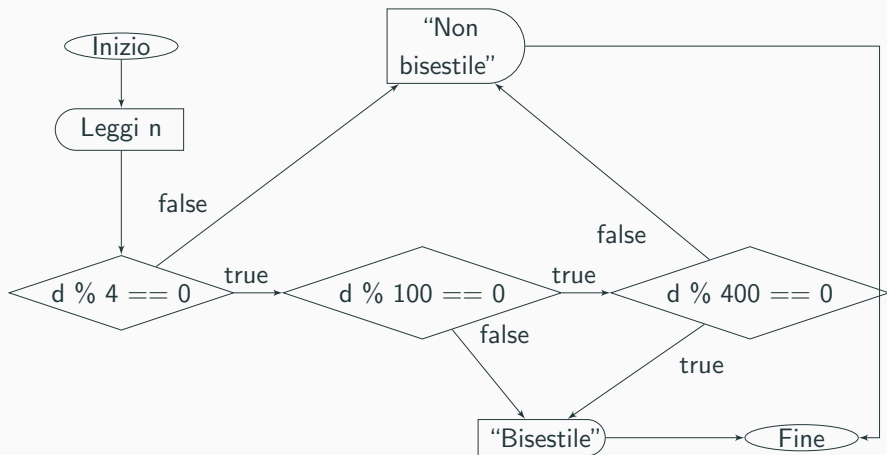 Inizio
“Non
bisestile”
Leggi n
false
false
d % 4 == 0
true
d % 100 == 0
true
d % 400 == 0
false
true
“Bisestile”
Fine